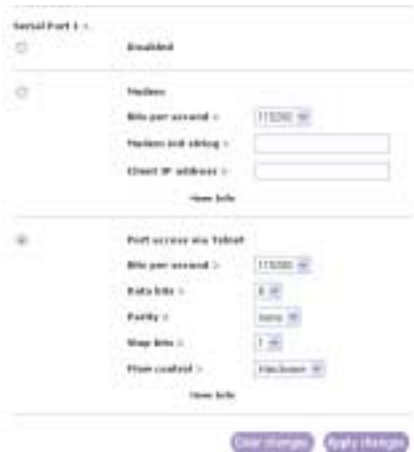 Serial Port 1 :.
Disabled
Modem
Bits per second :. 115200
Modem init string :.
Client IP address :.
View Info
Port access via Telnet
Bits per second :. 115200
Data bits :. 8
Parity :. none
Stop bits :. 1
Flow control :. Hardware
View Info
Clear changes Apply changes